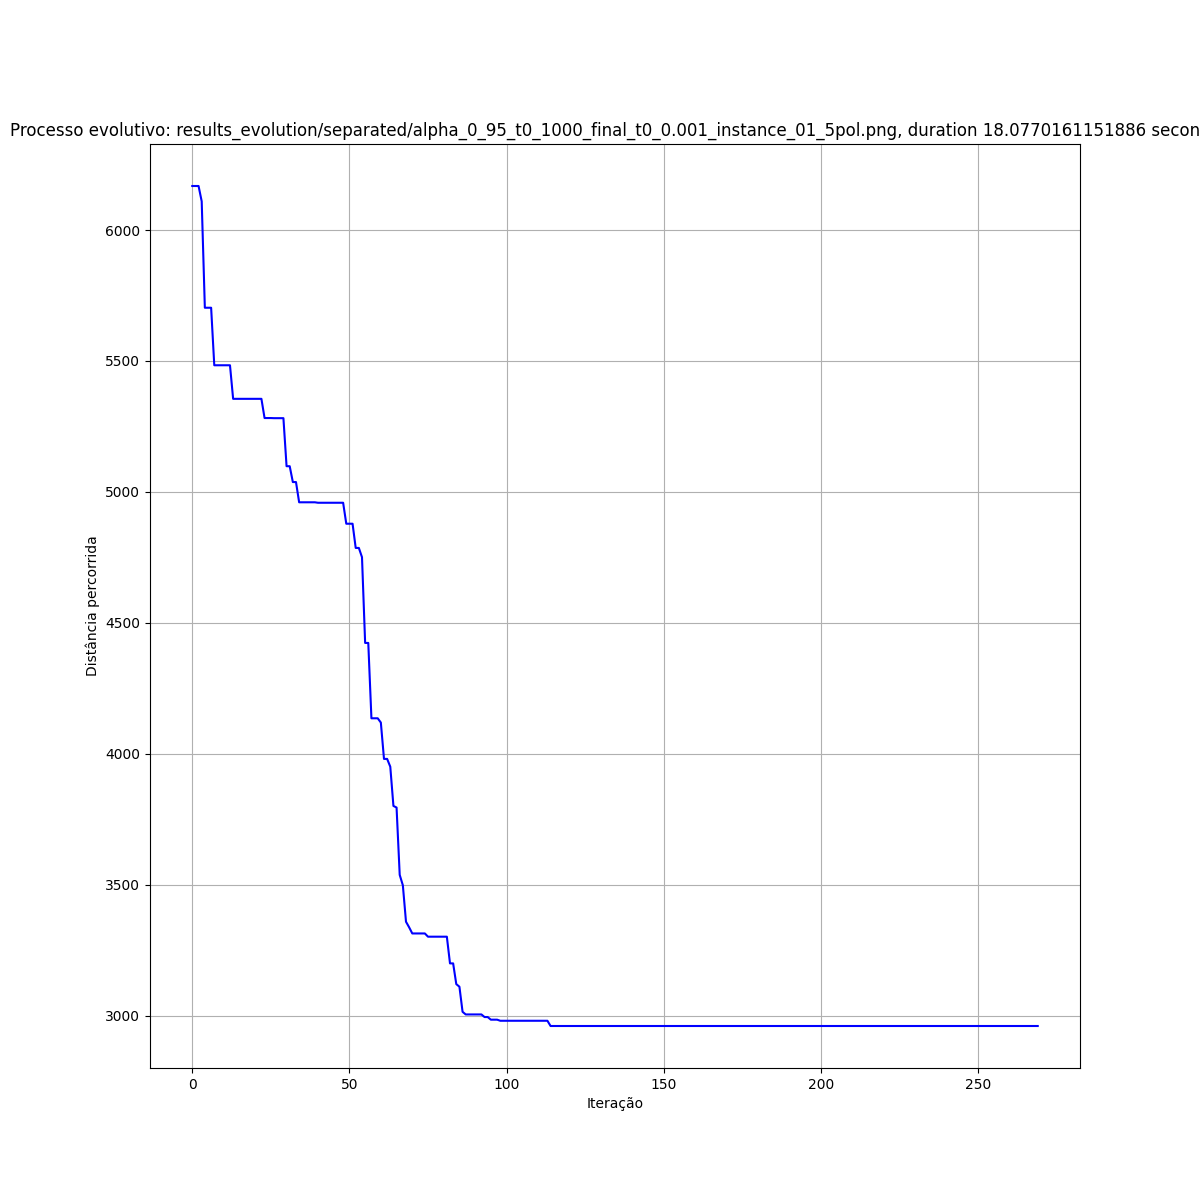 Processo evolutivo: results_evolution/separated/alpha_0_95_t0_1000_final_t0_0.001_instance_01_5pol.png, duration 18.0770161151886 secon
6000
5500
5000
4500
4000
3500
3000
Distância percorrida
0 50 100 150 200 250
Iteração